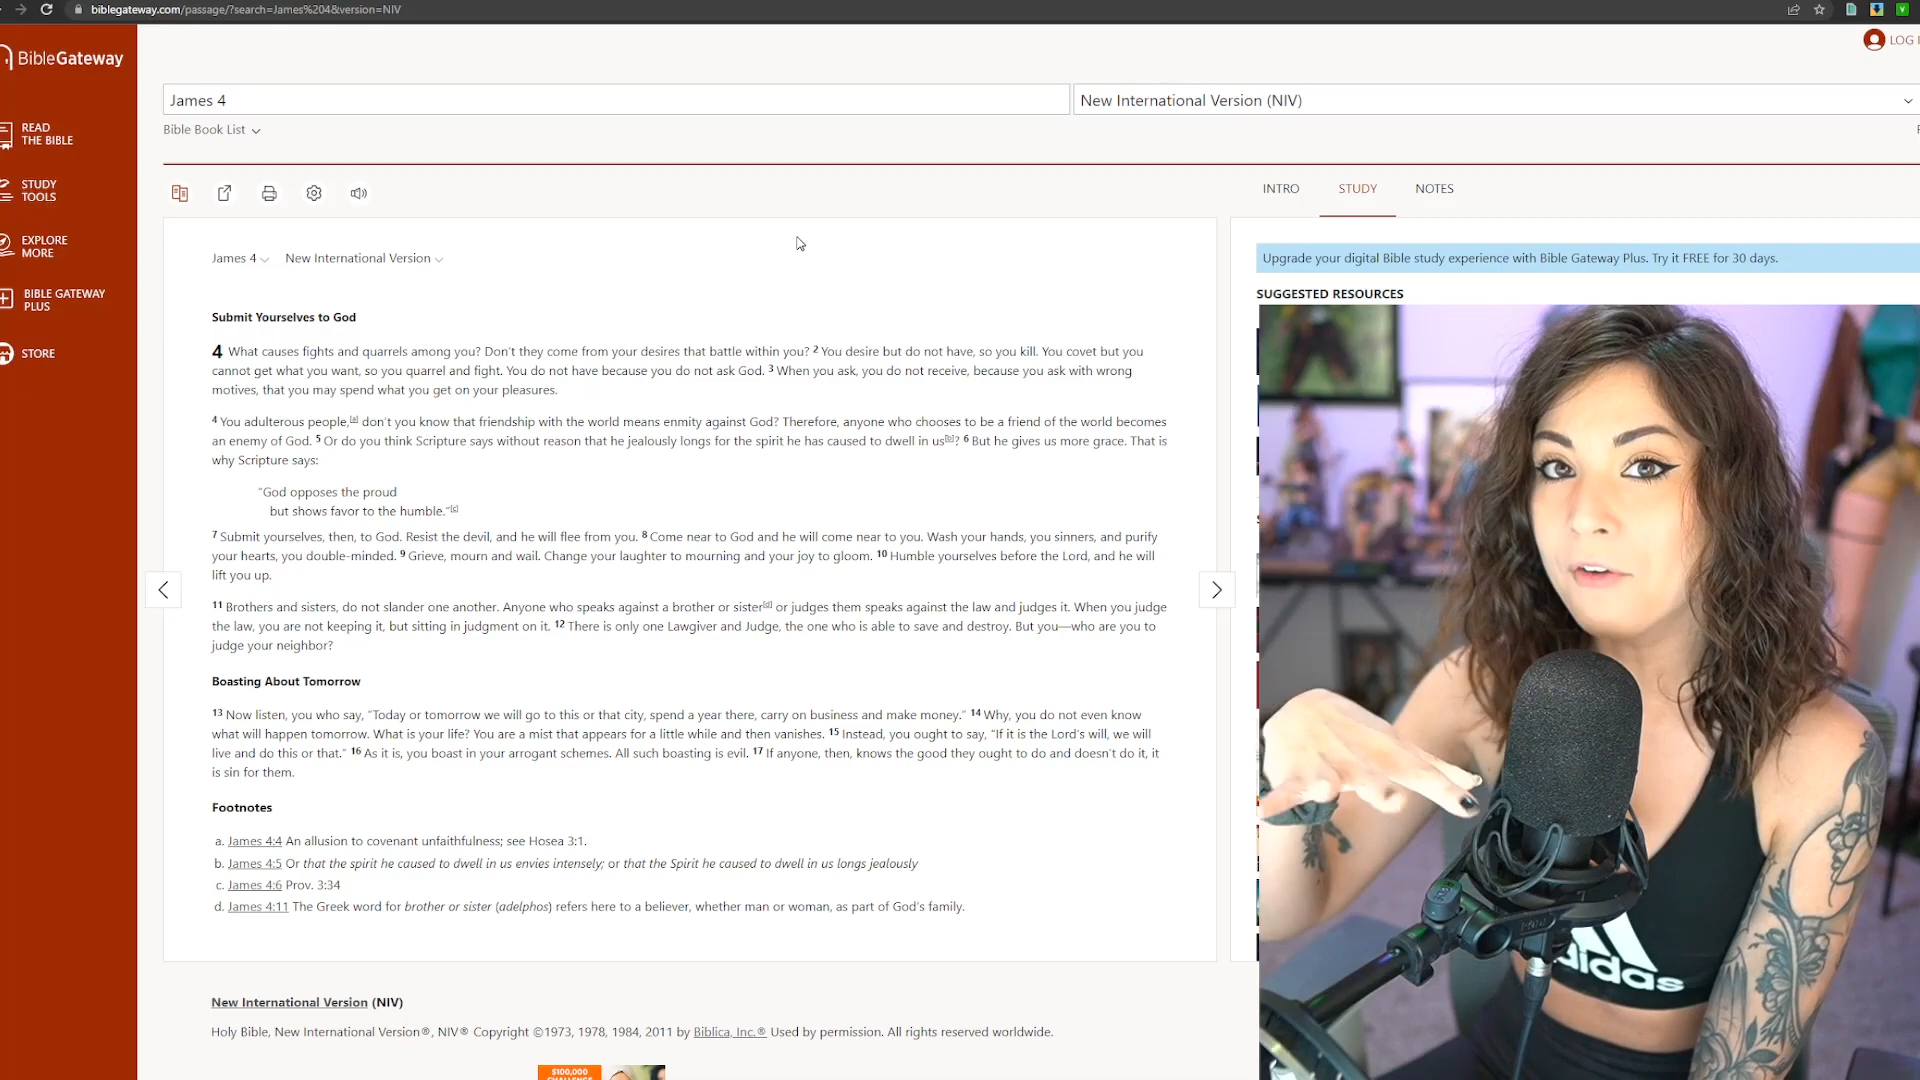 biblegateway.com/passage/?search=James%204&version=NIV
BibleGateway
LOG
James 4
New International Version (NIV)
Bible Book List
READ
THE BIBLE
STUDY
TOOLS
EXPLORE
MORE
BIBLE GATEWAY
PLUS
STORE
INTRO
STUDY
NOTES
James 4
New International Version
Upgrade your digital Bible study experience with Bible Gateway Plus. Try it FREE for 30 days.
SUGGESTED RESOURCES
Submit Yourselves to God
4 What causes fights and quarrels among you? Don't they come from your desires that battle within you? 2 You desire but do not have, so you kill. You covet but you
cannot get what you want, so you quarrel and fight. You do not have because you do not ask God. 3 When you ask, you do not receive, because you ask with wrong
motives, that you may spend what you get on your pleasures.
4 You adulterous people,[a] don't you know that friendship with the world means enmity against God? Therefore, anyone who chooses to be a friend of the world becomes
an enemy of God. 5 Or do you think Scripture says without reason that he jealously longs for the spirit he has caused to dwell in us[b]? 6 But he gives us more grace. That is
why Scripture says:
"God opposes the proud
but shows favor to the humble."[c]
7 Submit yourselves, then, to God. Resist the devil, and he will flee from you. 8 Come near to God and he will come near to you. Wash your hands, you sinners, and purify
your hearts, you double-minded. 9 Grieve, mourn and wail. Change your laughter to mourning and your joy to gloom. 10 Humble yourselves before the Lord, and he will
lift you up.
11 Brothers and sisters, do not slander one another. Anyone who speaks against a brother or sister[d] or judges them speaks against the law and judges it. When you judge
the law, you are not keeping it, but sitting in judgment on it. 12 There is only one Lawgiver and Judge, the one who is able to save and destroy. But you—who are you to
judge your neighbor?
Boasting About Tomorrow
13 Now listen, you who say, "Today or tomorrow we will go to this or that city, spend a year there, carry on business and make money." 14 Why, you do not even know
what will happen tomorrow. What is your life? You are a mist that appears for a little while and then vanishes. 15 Instead, you ought to say, "If it is the Lord's will, we will
live and do this or that." 16 As it is, you boast in your arrogant schemes. All such boasting is evil. 17 If anyone, then, knows the good they ought to do and doesn't do it, it
is sin for them.
Footnotes
a. James 4:4 An allusion to covenant unfaithfulness; see Hosea 3:1.
b. James 4:5 Or that the spirit he caused to dwell in us envies intensely; or that the Spirit he caused to dwell in us longs jealously
c. James 4:6 Prov. 3:34
d. James 4:11 The Greek word for brother or sister (adelphos) refers here to a believer, whether man or woman, as part of God's family.
New International Version (NIV)
Holy Bible, New International Version®, NIV® Copyright ©1973, 1978, 1984, 2011 by Biblica, Inc.® Used by permission. All rights reserved worldwide.
$100,000
CHALLENGE
adidas